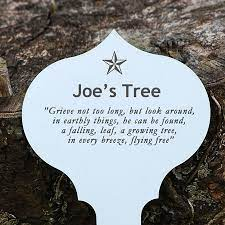 Joe's Tree
"Grieve not too long, but look around,
in earthly things, he can be found,
a falling, leaf, a growing tree,
in every breeze, flying free"